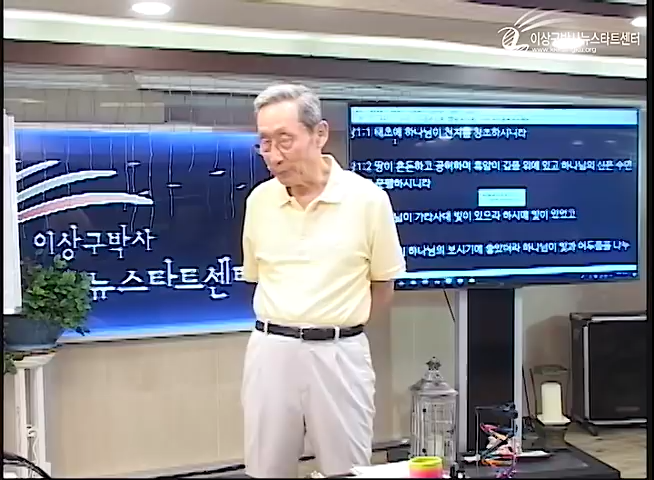 이상구박사뉴스타트센터
이상구박사
뉴스타트센터
1:1 태초에 하나님이 천지를 창조하시니라
1:2 땅이 혼돈하고 공허하며 흑암이 깊음 위에 있고 하나님의 신은 수면
운행하시니라
님이 가라사대 빛이 있으라 하시매 빛이 있었고
하나님의 보시기에 좋았더라 하나님이 빛과 어두움을 나누